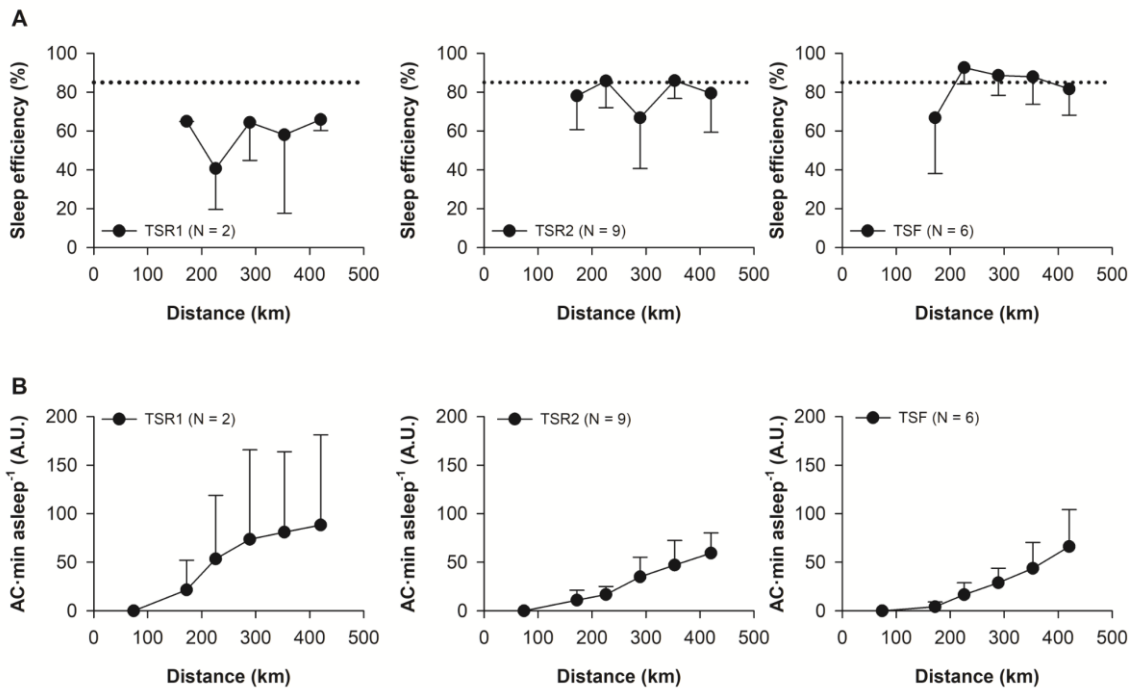 A
Sleep efficiency (%)
100
80
60
40
20
0
TSR1 (N = 2)
0 100 200 300 400 500
Distance (km)
Sleep efficiency (%)
100
80
60
40
20
0
TSR2 (N = 9)
0 100 200 300 400 500
Distance (km)
Sleep efficiency (%)
100
80
60
40
20
0
TSF (N = 6)
0 100 200 300 400 500
Distance (km)
B
AC·min asleep⁻¹ (A.U.)
200
150
100
50
0
TSR1 (N = 2)
0 100 200 300 400 500
Distance (km)
AC·min asleep⁻¹ (A.U.)
200
150
100
50
0
TSR2 (N = 9)
0 100 200 300 400 500
Distance (km)
AC·min asleep⁻¹ (A.U.)
200
150
100
50
0
TSF (N = 6)
0 100 200 300 400 500
Distance (km)